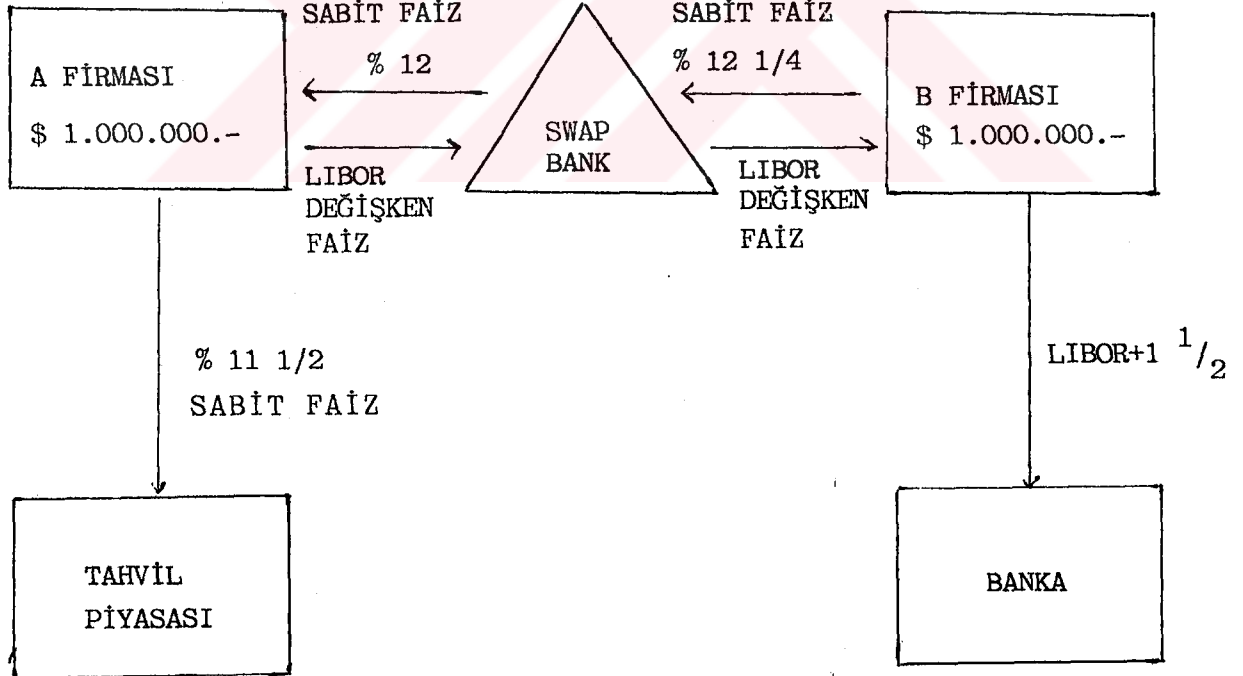 SABİT FAİZ
% 12
SABİT FAİZ
% 12 1/4
A FİRMASI
$ 1.000.000.-
SWAP
BANK
B FİRMASI
$ 1.000.000.-
LIBOR
DEĞİŞKEN
FAİZ
LIBOR
DEĞİŞKEN
FAİZ
% 11 1/2
SABİT FAİZ
LIBOR+1 1/2
TAHVİL
PİYASASI
BANKA